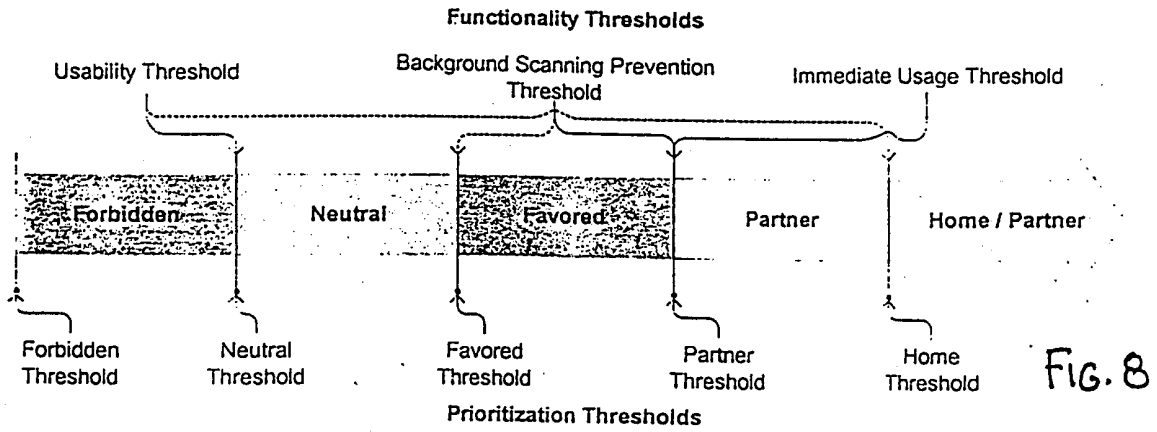 Functionality Thresholds
Usability Threshold
Background Scanning Prevention
Threshold
Immediate Usage Threshold
Forbidden
Neutral
Favored
Partner
Home / Partner
Forbidden
Threshold
Neutral
Threshold
Favored
Threshold
Partner
Threshold
Home
Threshold
FIG. 8
Prioritization Thresholds